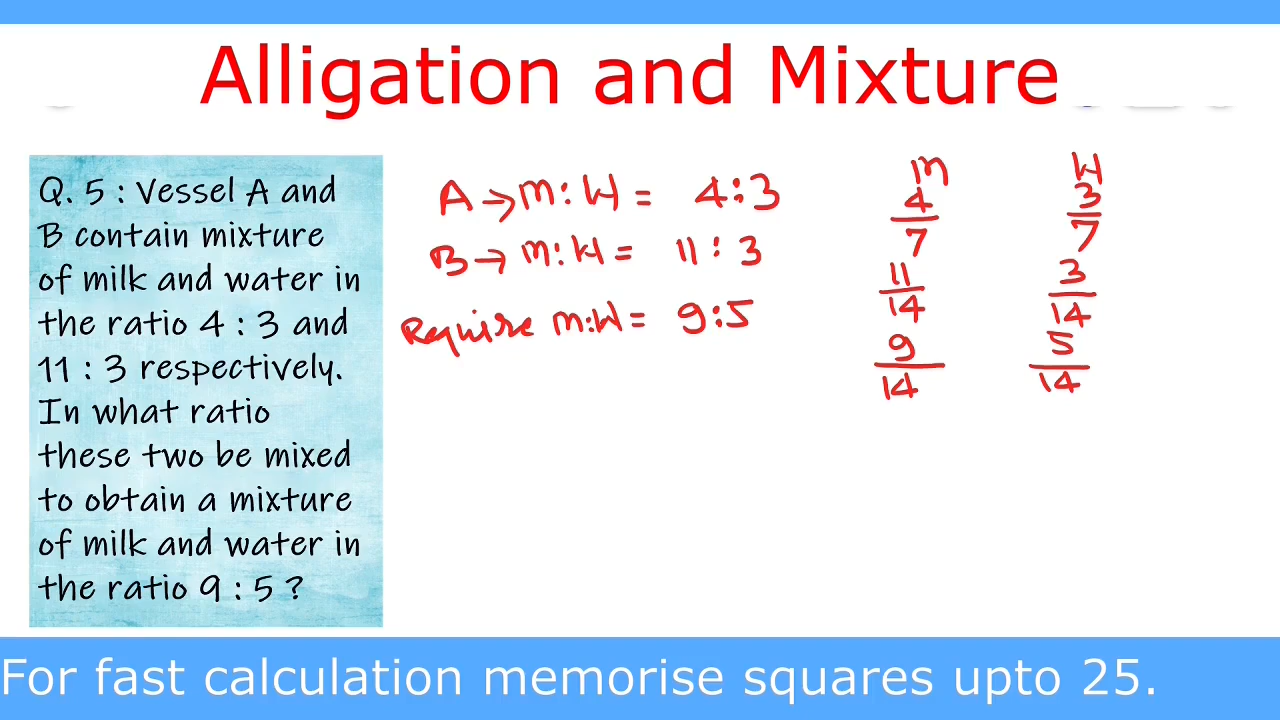 Alligation and Mixture
Q. 5 : Vessel A and
B contain mixture
of milk and water in
the ratio 4 : 3 and
11 : 3 respectively.
In what ratio
these two be mixed
to obtain a mixture
of milk and water in
the ratio 9 : 5 ?
A → m : W = 4 : 3
B → m : W = 11 : 3
Require m : W = 9 : 5
m W
4/7 3/7
11/14 3/14
9/14 5/14
For fast calculation memorise squares upto 25.